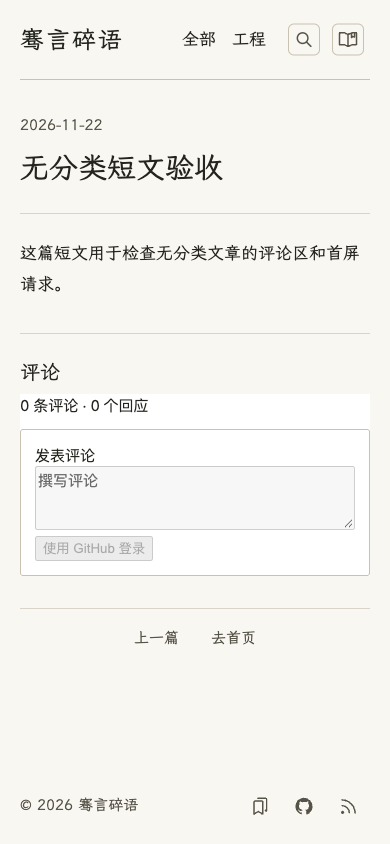 骞言碎语 全部 工程
2026-11-22
无分类短文验收
这篇短文用于检查无分类文章的评论区和首屏
请求。
评论
0 条评论 · 0 个回应
发表评论
撰写评论
使用 GitHub 登录
上一篇 去首页
© 2026 骞言碎语